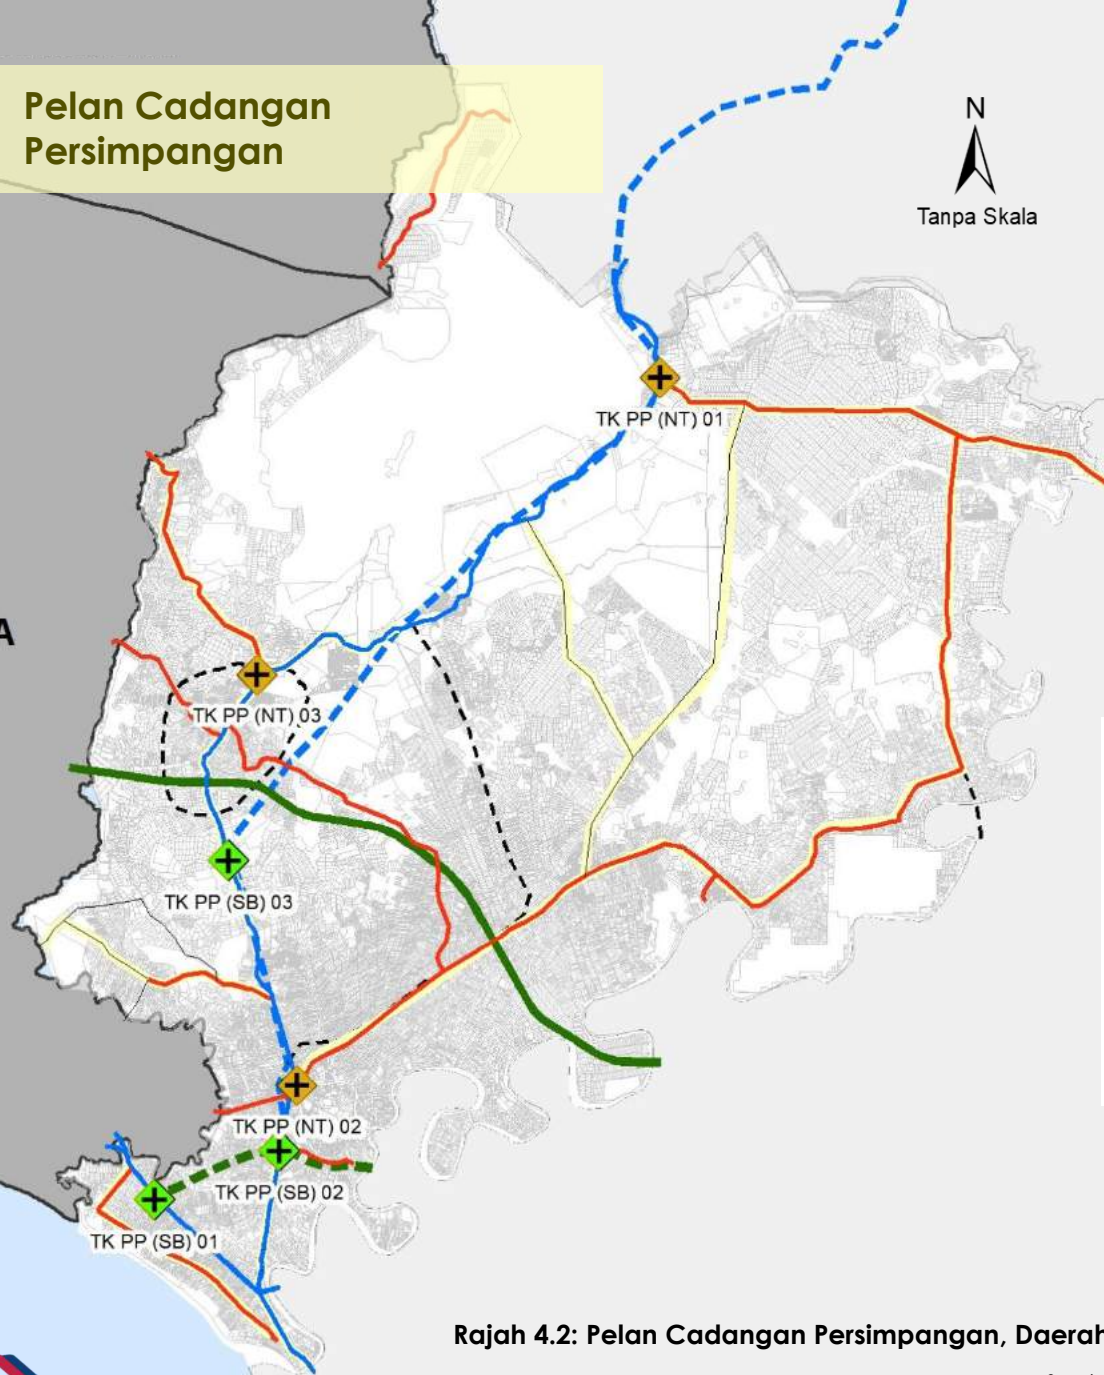 Pelan Cadangan
Persimpangan
N
Tanpa Skala
TK PP (NT) 01
A
TK PP (NT) 03
TK PP (SB) 03
TK PP (NT) 02
TK PP (SB) 02
TK PP (SB) 01
Rajah 4.2: Pelan Cadangan Persimpangan, Daerah